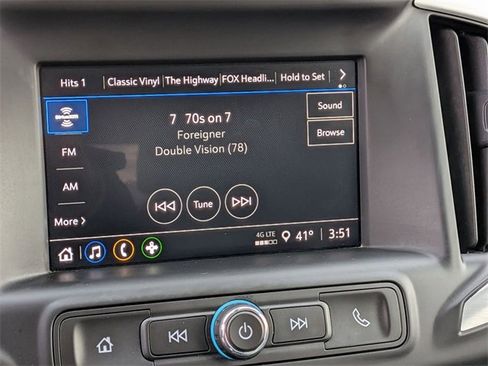 Hits 1 Classic Vinyl The Highway FOX Headli... Hold to Set
SiriusXM
7 70s on 7
Sound
Foreigner
Browse
FM
Double Vision (78)
AM
Tune
More
4G LTE 41° 3:51